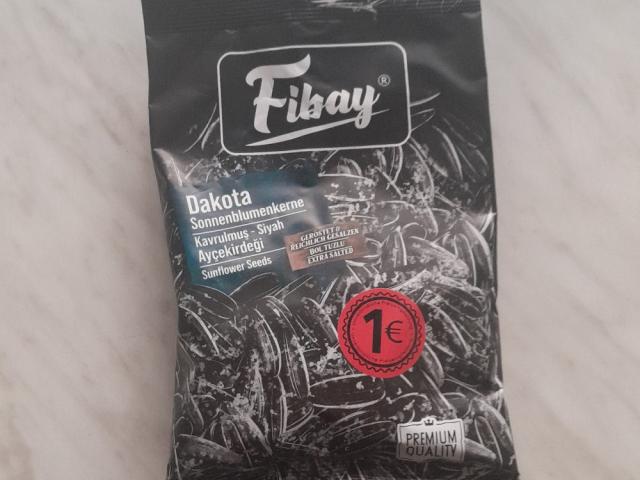 Fibay®
Dakota
Sonnenblumenkerne
Kavrulmuş - Siyah
Ayçekirdeği
Sunflower Seeds
GERÖSTET &
REICHLICH GESALZEN
BOL TUZLU
EXTRA SALTED
1€
PREMIUM
QUALITY